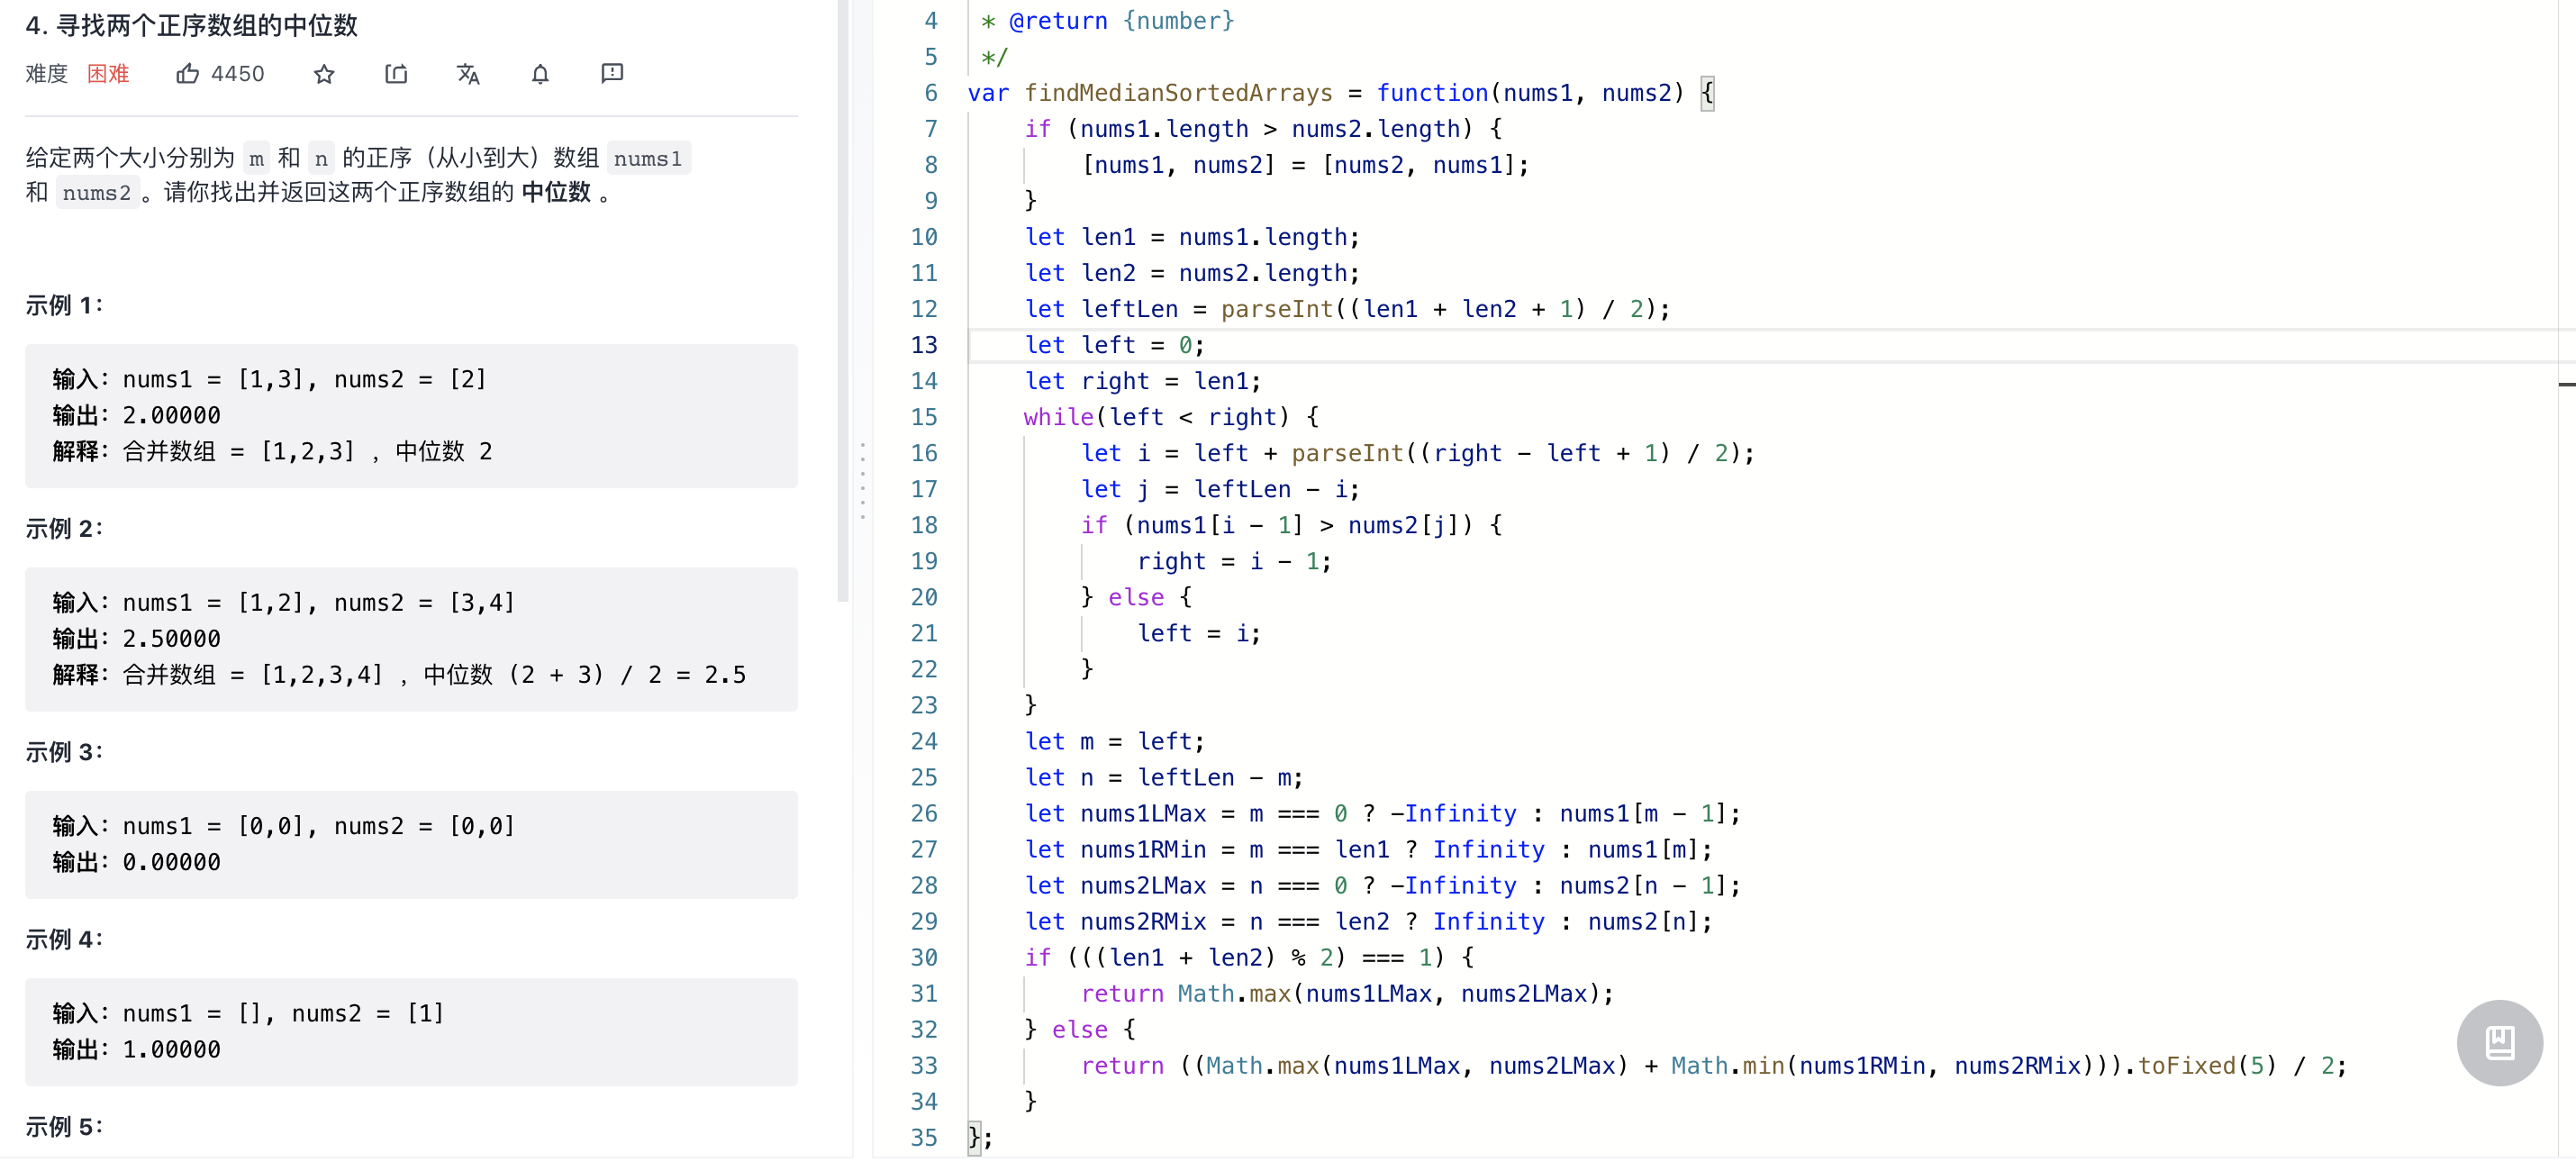 4. 寻找两个正序数组的中位数
难度 困难 4450
给定两个大小分别为 m 和 n 的正序（从小到大）数组 nums1
和 nums2。请你找出并返回这两个正序数组的 中位数 。
示例 1：
输入：nums1 = [1,3], nums2 = [2]
输出：2.00000
解释：合并数组 = [1,2,3] ，中位数 2
示例 2：
输入：nums1 = [1,2], nums2 = [3,4]
输出：2.50000
解释：合并数组 = [1,2,3,4] ，中位数 (2 + 3) / 2 = 2.5
示例 3：
输入：nums1 = [0,0], nums2 = [0,0]
输出：0.00000
示例 4：
输入：nums1 = [], nums2 = [1]
输出：1.00000
示例 5：
4 * @return {number}
5 */
6 var findMedianSortedArrays = function(nums1, nums2) {
7 if (nums1.length > nums2.length) {
8 [nums1, nums2] = [nums2, nums1];
9 }
10 let len1 = nums1.length;
11 let len2 = nums2.length;
12 let leftLen = parseInt((len1 + len2 + 1) / 2);
13 let left = 0;
14 let right = len1;
15 while(left < right) {
16 let i = left + parseInt((right - left + 1) / 2);
17 let j = leftLen - i;
18 if (nums1[i - 1] > nums2[j]) {
19 right = i - 1;
20 } else {
21 left = i;
22 }
23 }
24 let m = left;
25 let n = leftLen - m;
26 let nums1LMax = m === 0 ? -Infinity : nums1[m - 1];
27 let nums1RMin = m === len1 ? Infinity : nums1[m];
28 let nums2LMax = n === 0 ? -Infinity : nums2[n - 1];
29 let nums2RMix = n === len2 ? Infinity : nums2[n];
30 if (((len1 + len2) % 2) === 1) {
31 return Math.max(nums1LMax, nums2LMax);
32 } else {
33 return ((Math.max(nums1LMax, nums2LMax) + Math.min(nums1RMin, nums2RMix))).toFixed(5) / 2;
34 }
35 };